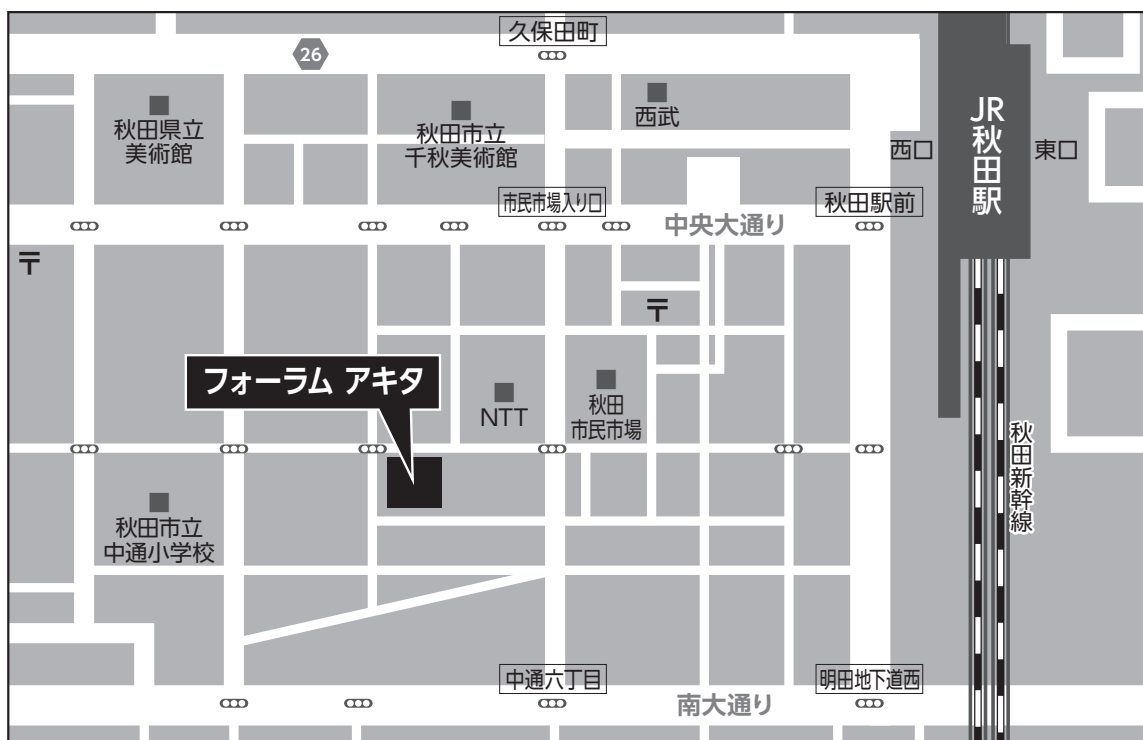 久保田町
26
秋田県立
美術館
秋田市立
千秋美術館
西武
西口
JR秋田駅
東口
市民市場入り口
秋田駅前
中央大通り
〒
〒
フォーラム アキタ
NTT
秋田
市民市場
秋田新幹線
秋田市立
中通小学校
中通六丁目
明田地下道西
南大通り